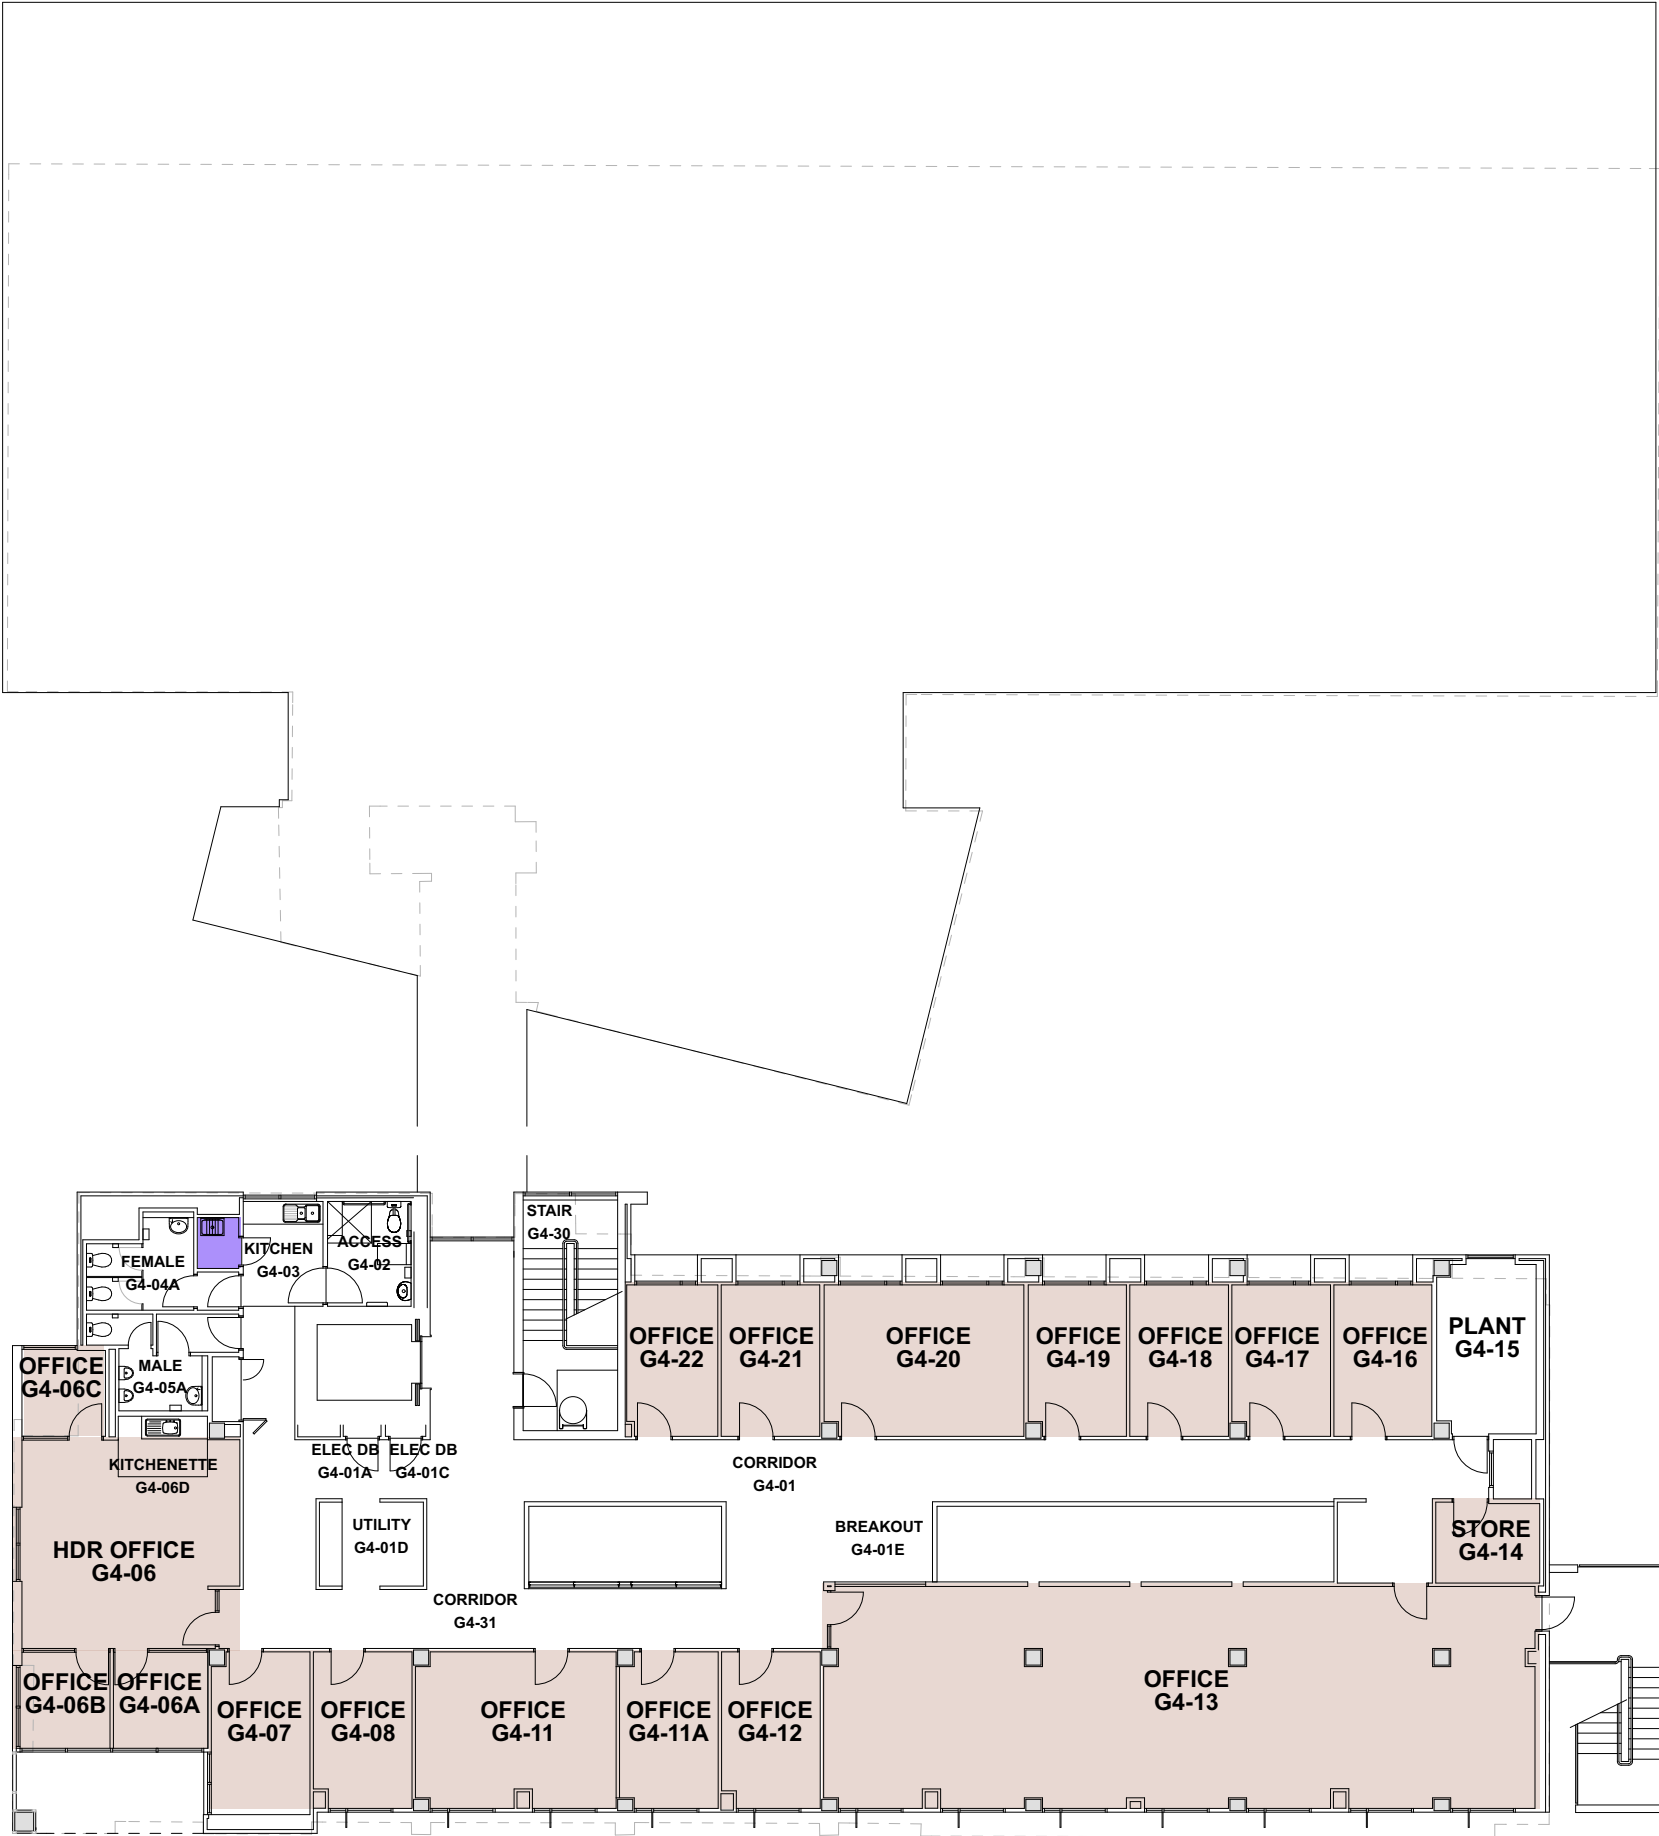 STAIR
G4-30
KITCHEN
G4-03
ACCESS
G4-02
FEMALE
G4-04A
MALE
G4-05A
OFFICE
G4-06C
OFFICE
G4-22
OFFICE
G4-21
OFFICE
G4-20
OFFICE
G4-19
OFFICE
G4-18
OFFICE
G4-17
OFFICE
G4-16
PLANT
G4-15
ELEC DB
G4-01A
ELEC DB
G4-01C
KITCHENETTE
G4-06D
CORRIDOR
G4-01
UTILITY
G4-01D
BREAKOUT
G4-01E
STORE
G4-14
HDR OFFICE
G4-06
CORRIDOR
G4-31
OFFICE
G4-06B
OFFICE
G4-06A
OFFICE
G4-07
OFFICE
G4-08
OFFICE
G4-11
OFFICE
G4-11A
OFFICE
G4-12
OFFICE
G4-13